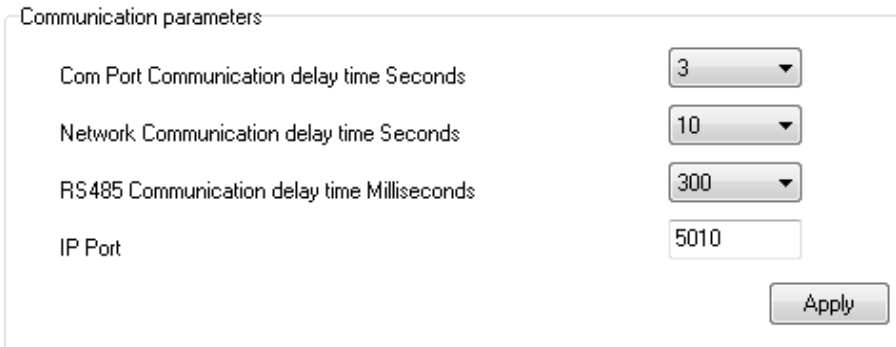 Communication parameters
Com Port Communication delay time Seconds 3
Network Communication delay time Seconds 10
RS485 Communication delay time Milliseconds 300
IP Port 5010
Apply